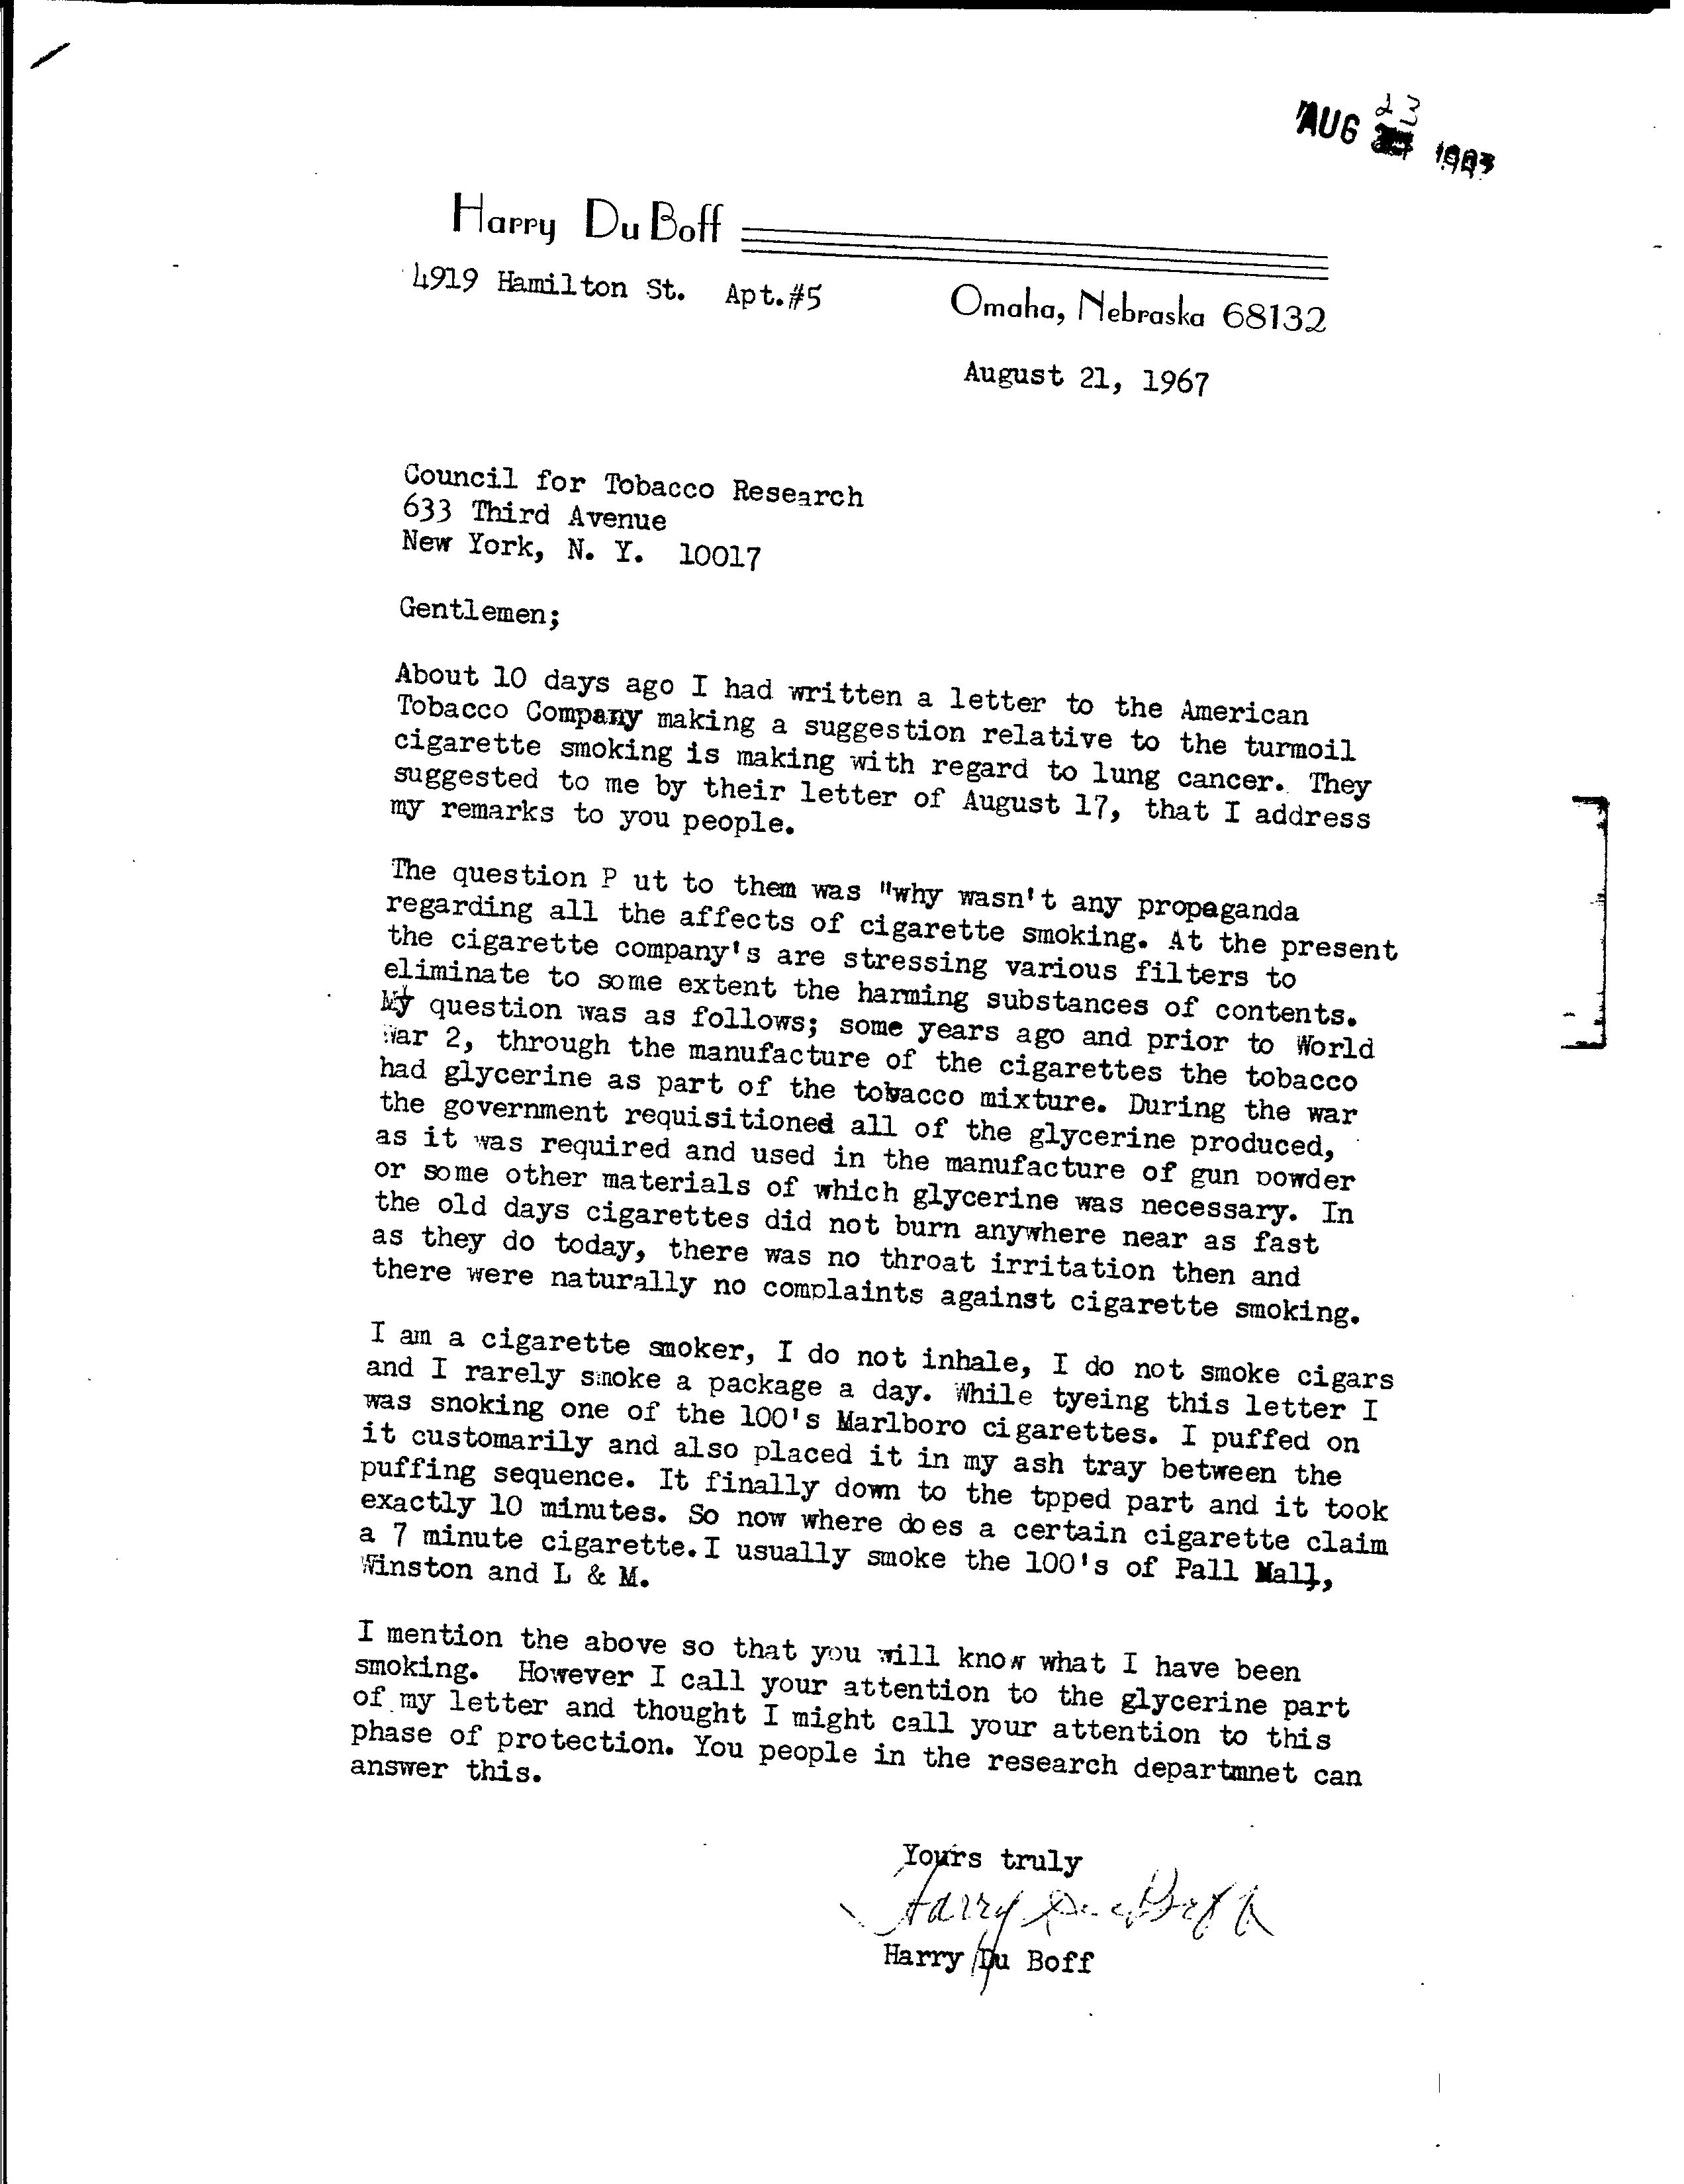 AUG 23
Harry Du Boff
4919 Hamilton St. Apt.#5
Omaha, Nebraska 68132
August 21, 1967
Council for Tobacco Research
633 Third Avenue
New York, N. Y. 10017
Gentlemen;
About 10 days ago I had written a letter to the American
Tobacco Company making a suggestion relative to the turmoil
cigarette smoking is making with regard to lung cancer. They
suggested to me by their letter of August 17, that I address
my remarks to you people.
The question P ut to them was "why wasn't any propaganda
regarding all the affects of cigarette smoking. At the present
the cigarette company's are stressing various filters to
eliminate to some extent the harming substances of contents.
My question was as follows; some years ago and prior to World
War 2, through the manufacture of the cigarettes the tobacco
had glycerine as part of the tobacco mixture. During the war
the government requisitioned all of the glycerine produced,
as it was required and used in the manufacture of gun powder
or some other materials of which glycerine was necessary. In
the old days cigarettes did not burn anywhere near as fast
as they do today, there was no throat irritation then and
there were naturally no complaints against cigarette smoking.
I am a cigarette smoker, I do not inhale, I do not smoke cigars
and I rarely smoke a package a day. While tyeing this letter I
was snoking one of the 100's Marlboro cigarettes. I puffed on
it customarily and also placed it in my ash tray between the
puffing sequence. It finally down to the tpped part and it took
exactly 10 minutes. So now where does a certain cigarette claim
a 7 minute cigarette.I usually smoke the 100's of Pall Mall,
Winston and L & M.
I mention the above so that you will know what I have been
smoking. However I call your attention to the glycerine part
of my letter and thought I might call your attention to this
phase of protection. You people in the research departmnet can
answer this.
Yours truly
Harry Du Boff
Harry Du Boff